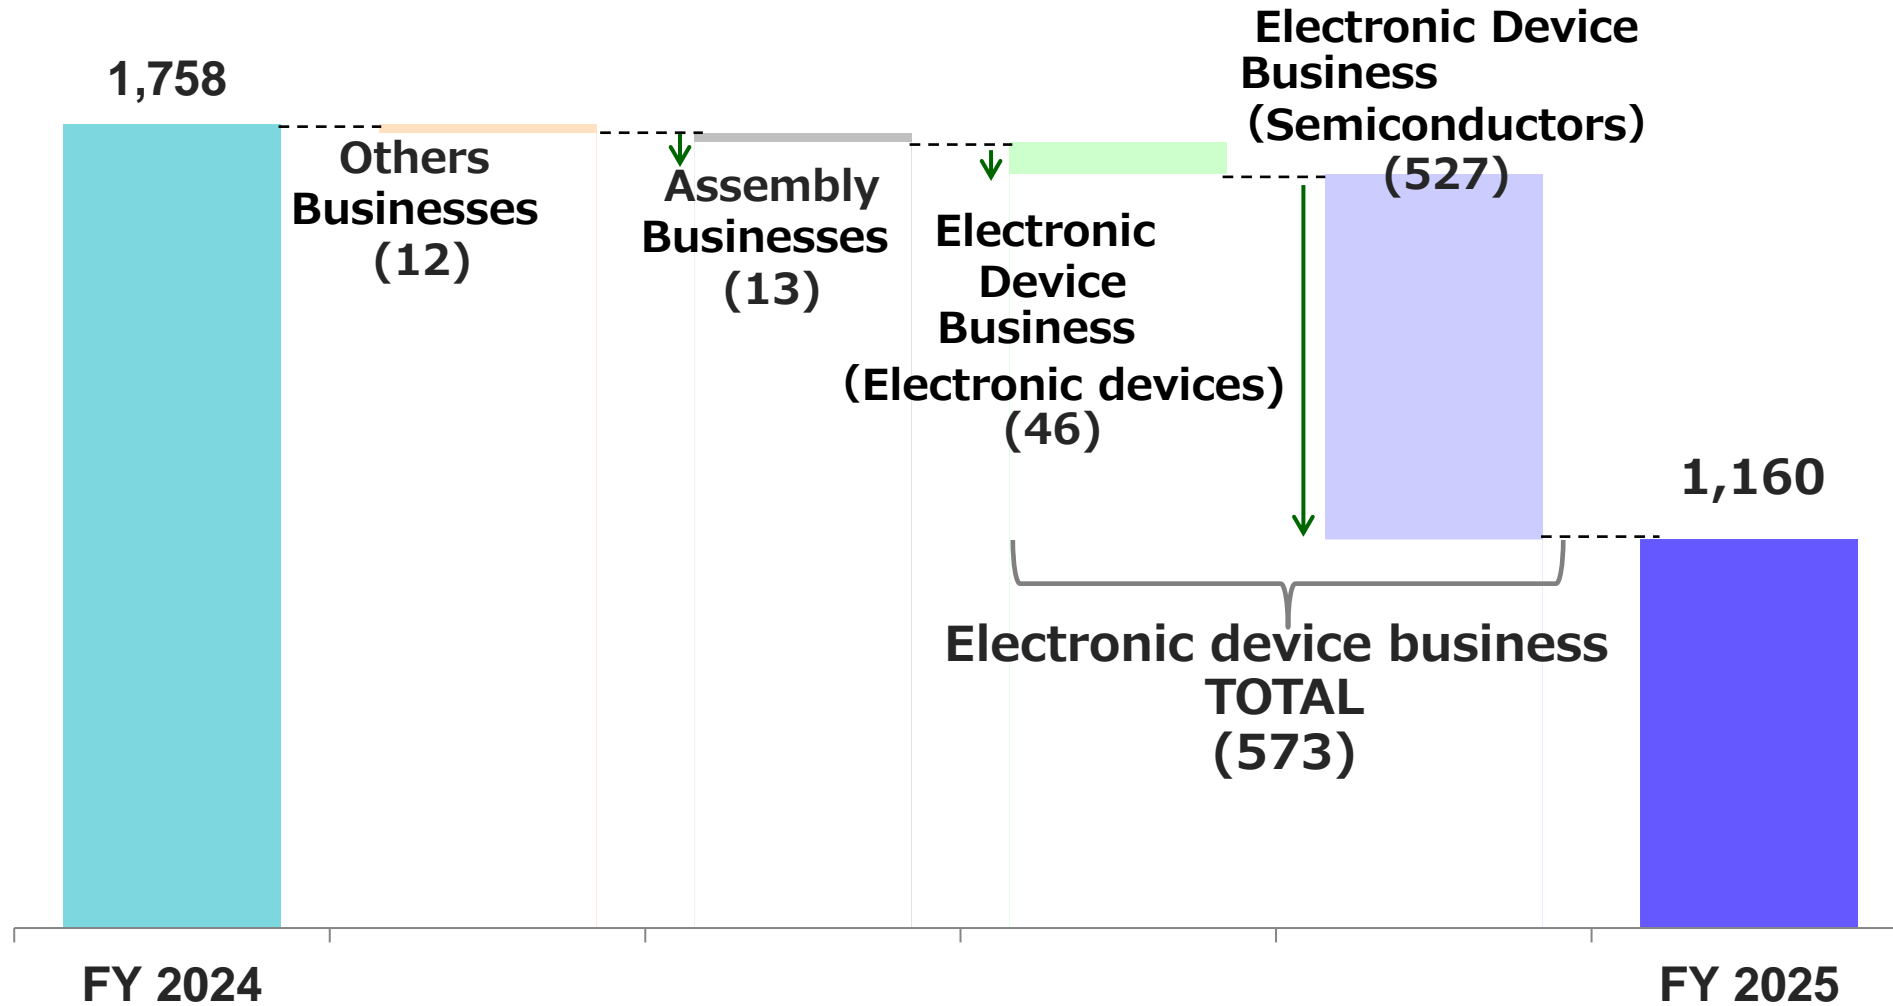 1,758
Others
Businesses
(12)
Assembly
Businesses
(13)
Electronic
Device
Business
(Electronic devices)
(46)
Electronic Device
Business
(Semiconductors)
(527)
1,160
Electronic device business
TOTAL
(573)
FY 2024
FY 2025